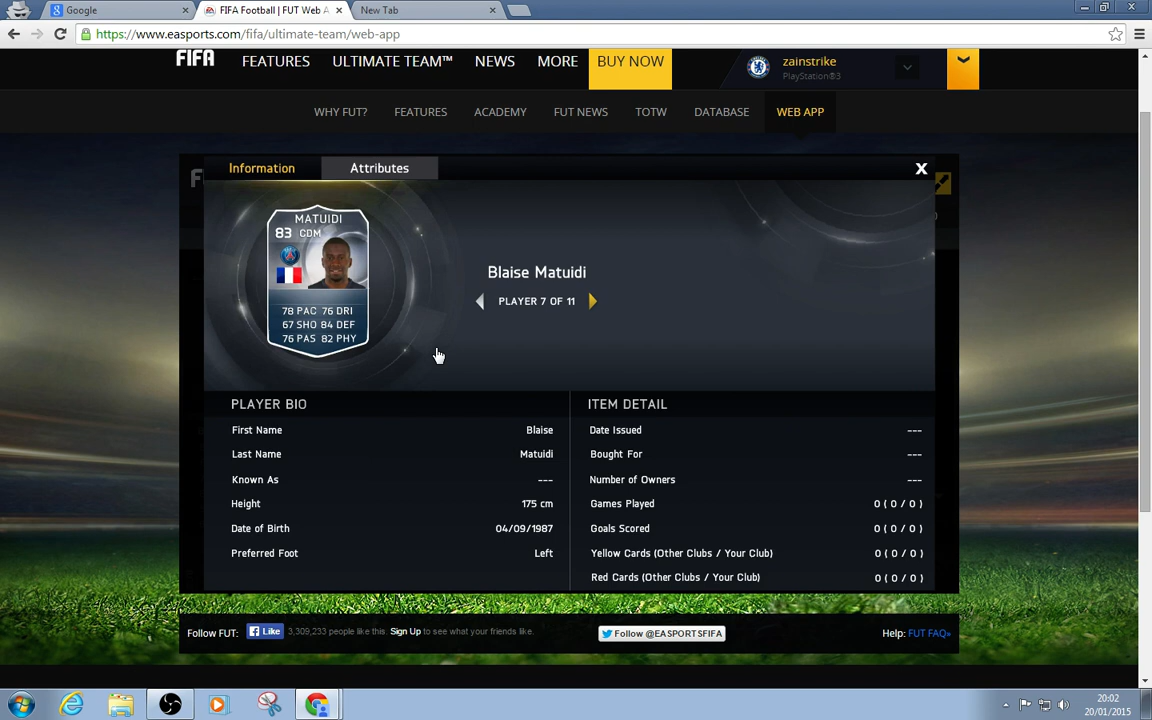 Google
FIFA Football | FUT Web A
New Tab
https://www.easports.com/fifa/ultimate-team/web-app
FIFA FEATURES ULTIMATE TEAM™ NEWS MORE BUY NOW
zainstrike
PlayStation®3
WHY FUT? FEATURES ACADEMY FUT NEWS TOTW DATABASE WEB APP
Information Attributes X
MATUIDI
83 CDM
78 PAC 76 DRI
67 SHO 84 DEF
76 PAS 82 PHY
Blaise Matuidi
PLAYER 7 OF 11
PLAYER BIO
First Name Blaise
Last Name Matuidi
Known As ---
Height 175 cm
Date of Birth 04/09/1987
Preferred Foot Left
ITEM DETAIL
Date Issued ---
Bought For ---
Number of Owners ---
Games Played 0 ( 0 / 0 )
Goals Scored 0 ( 0 / 0 )
Yellow Cards (Other Clubs / Your Club) 0 ( 0 / 0 )
Red Cards (Other Clubs / Your Club) 0 ( 0 / 0 )
Follow FUT: Like 3,309,233 people like this. Sign Up to see what your friends like.
Follow @EASPORTSFIFA
Help: FUT FAQ»
20:02
20/01/2015